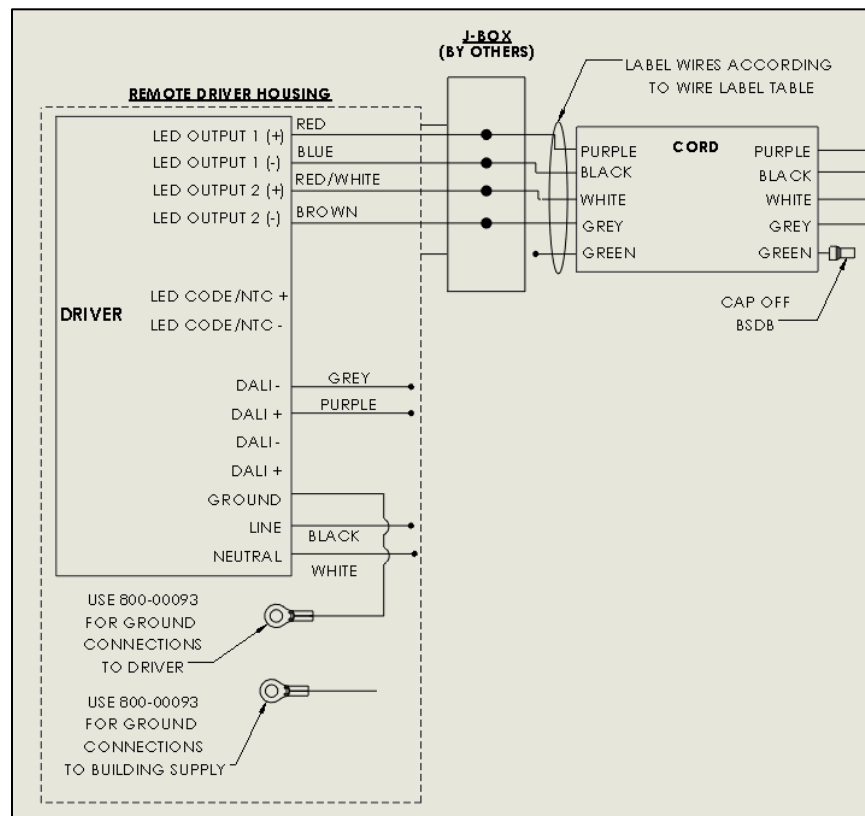 J-BOX
(BY OTHERS)
LABEL WIRES ACCORDING
TO WIRE LABEL TABLE
REMOTE DRIVER HOUSING
LED OUTPUT 1 (+)
RED
LED OUTPUT 1 (-)
BLUE
LED OUTPUT 2 (+)
RED/WHITE
LED OUTPUT 2 (-)
BROWN
CORD
PURPLE
PURPLE
BLACK
BLACK
WHITE
WHITE
GREY
GREY
GREEN
GREEN
CAP OFF
BSDB
DRIVER
LED CODE/NTC +
LED CODE/NTC -
DALI -
GREY
DALI +
PURPLE
DALI -
DALI +
GROUND
LINE
BLACK
NEUTRAL
WHITE
USE 800-00093
FOR GROUND
CONNECTIONS
TO DRIVER
USE 800-00093
FOR GROUND
CONNECTIONS
TO BUILDING SUPPLY